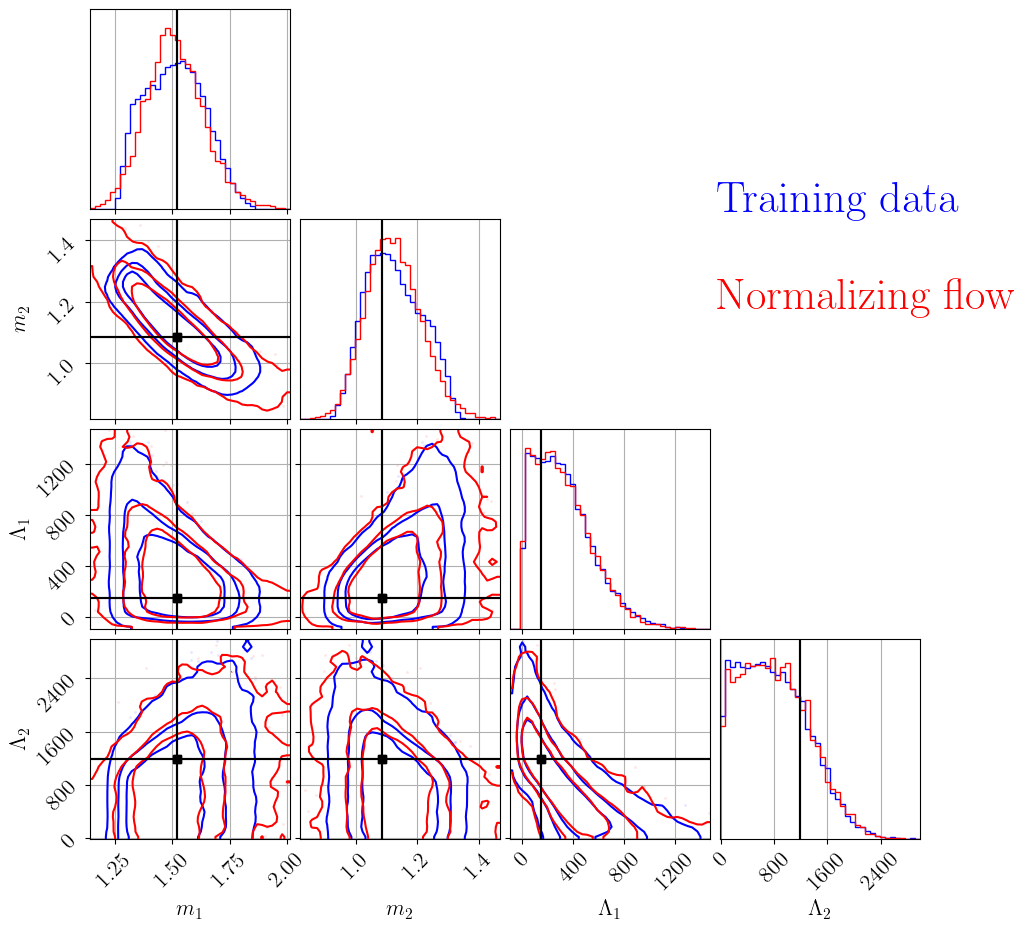 Training data
Normalizing flow
1.4
1.2
1.0
m₂
1200
800
400
0
Λ₁
2400
1600
800
0
Λ₂
1.25 1.50 1.75 2.00
1.0 1.2 1.4
0 400 800 1200
0 800 1600 2400
m₁ m₂ Λ₁ Λ₂